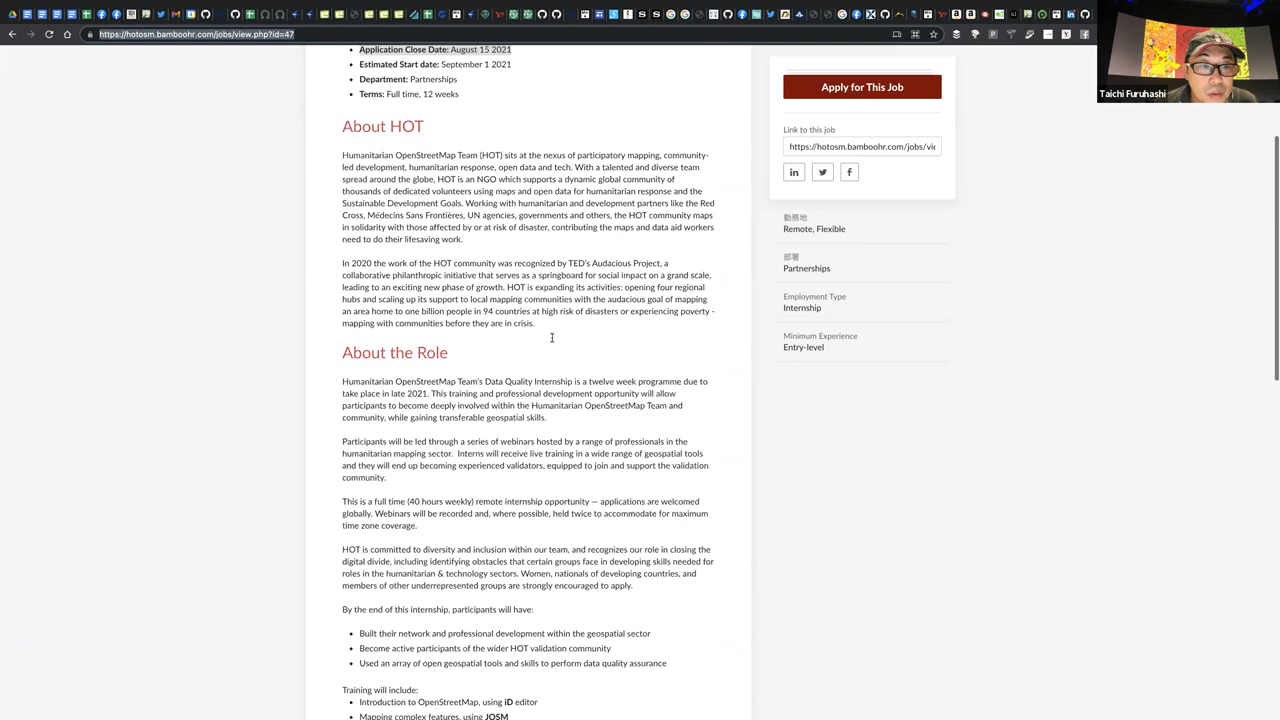 https://hotosm.bamboohr.com/jobs/view.php?id=47
Taichi Furuhashi
Application Close Date: August 15 2021
Estimated Start date: September 1 2021
Department: Partnerships
Terms: Full time, 12 weeks
About HOT
Humanitarian OpenStreetMap Team (HOT) sits at the nexus of participatory mapping, community-
led development, humanitarian response, open data and tech. With a talented and diverse team
spread around the globe, HOT is an NGO which supports a dynamic global community of
thousands of dedicated volunteers using maps and open data for humanitarian response and the
Sustainable Development Goals. Working with humanitarian and development partners like the Red
Cross, Médecins Sans Frontières, UN agencies, governments and others, the HOT community maps
in solidarity with those affected by or at risk of disaster, contributing the maps and data aid workers
need to do their lifesaving work.
In 2020 the work of the HOT community was recognized by TED's Audacious Project, a
collaborative philanthropic initiative that serves as a springboard for social impact on a grand scale,
leading to an exciting new phase of growth. HOT is expanding its activities: opening four regional
hubs and scaling up its support to local mapping communities with the audacious goal of mapping
an area home to one billion people in 94 countries at high risk of disasters or experiencing poverty -
mapping with communities before they are in crisis.
About the Role
Humanitarian OpenStreetMap Team's Data Quality Internship is a twelve week programme due to
take place in late 2021. This training and professional development opportunity will allow
participants to become deeply involved within the Humanitarian OpenStreetMap Team and
community, while gaining transferable geospatial skills.
Participants will be led through a series of webinars hosted by a range of professionals in the
humanitarian mapping sector. Interns will receive live training in a wide range of geospatial tools
and they will end up becoming experienced validators, equipped to join and support the validation
community.
This is a full time (40 hours weekly) remote internship opportunity — applications are welcomed
globally. Webinars will be recorded and, where possible, held twice to accommodate for maximum
time zone coverage.
HOT is committed to diversity and inclusion within our team, and recognizes our role in closing the
digital divide, including identifying obstacles that certain groups face in developing skills needed for
roles in the humanitarian & technology sectors. Women, nationals of developing countries, and
members of other underrepresented groups are strongly encouraged to apply.
By the end of this internship, participants will have:
Built their network and professional development within the geospatial sector
Become active participants of the wider HOT validation community
Used an array of open geospatial tools and skills to perform data quality assurance
Training will include:
Introduction to OpenStreetMap, using iD editor
Mapping complex features, using JOSM
Apply for This Job
Link to this job
https://hotosm.bamboohr.com/jobs/vie
勤務地
Remote, Flexible
部署
Partnerships
Employment Type
Internship
Minimum Experience
Entry-level